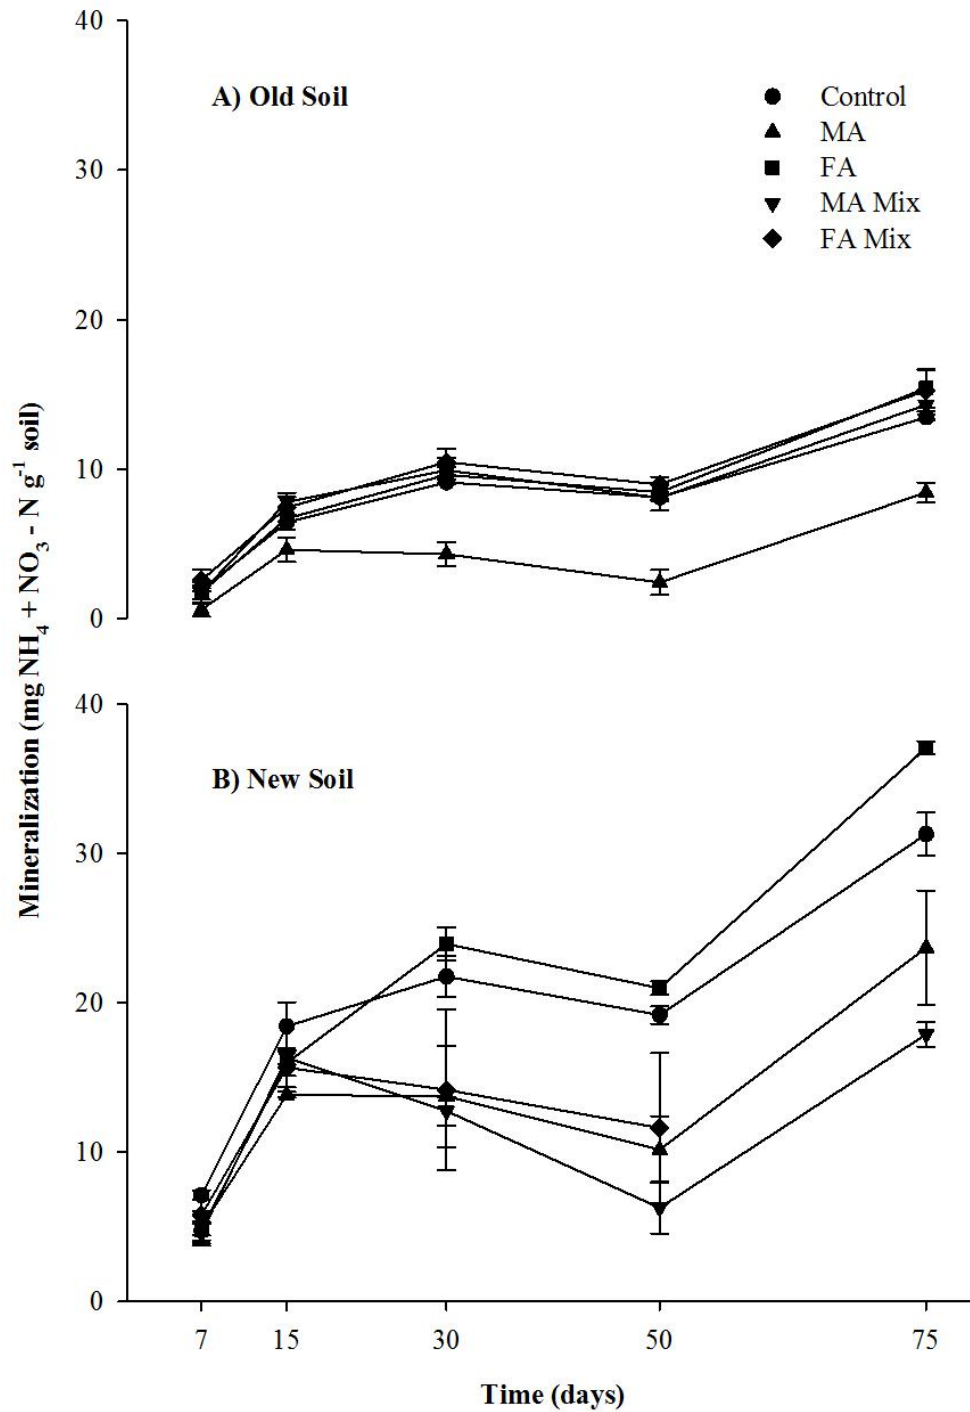 40
A) Old Soil
Control
MA
30
FA
MA Mix
FA Mix
20
10
0
Mineralization (mg NH4 + NO3 - N g-1 soil)
40
B) New Soil
30
20
10
0
7 15 30 50 75
Time (days)